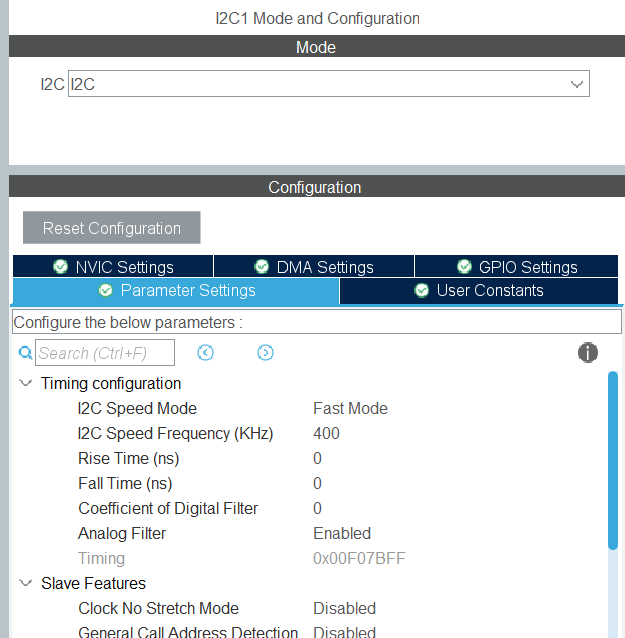 I2C1 Mode and Configuration
Mode
I2C I2C
Configuration
Reset Configuration
NVIC Settings DMA Settings GPIO Settings
Parameter Settings User Constants
Configure the below parameters :
Search (Ctrl+F)
Timing configuration
I2C Speed Mode Fast Mode
I2C Speed Frequency (KHz) 400
Rise Time (ns) 0
Fall Time (ns) 0
Coefficient of Digital Filter 0
Analog Filter Enabled
Timing 0x00F07BFF
Slave Features
Clock No Stretch Mode Disabled
General Call Address Detection Disabled